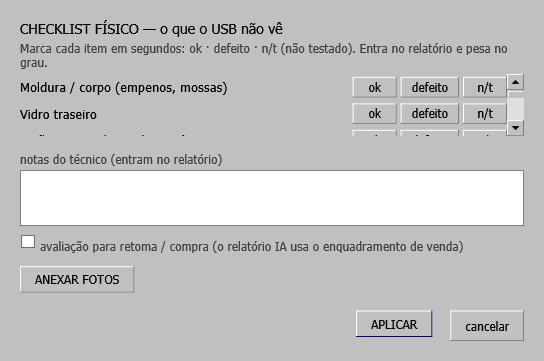 CHECKLIST FÍSICO — o que o USB não vê
Marca cada item em segundos: ok · defeito · n/t (não testado). Entra no relatório e pesa no
grau.
Moldura / corpo (empenos, mossas) ok defeito n/t
Vidro traseiro ok defeito n/t
notas do técnico (entram no relatório)
avaliação para retoma / compra (o relatório IA usa o enquadramento de venda)
ANEXAR FOTOS
APLICAR cancelar